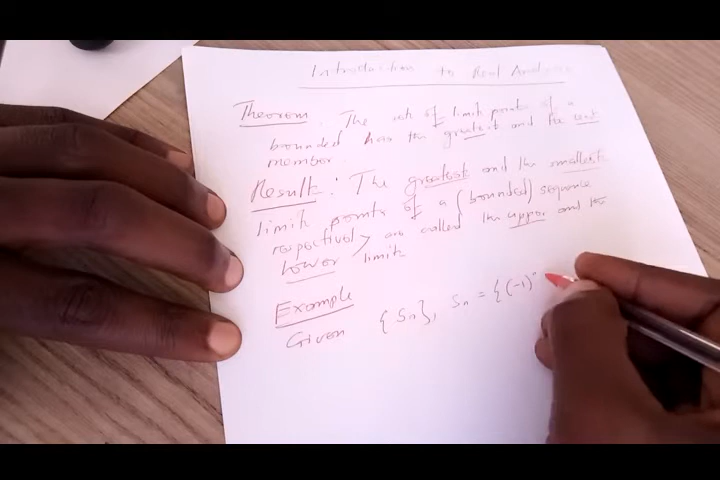 Introduction to Real Analysis
Theorem. The set of limit points of a
bounded has the greatest and the least
member.
Result: The greatest and the smallest
limit points of a (bounded) sequence
respectively are called the upper and the
Lower limits
Example
Given {Sn}, Sn = {(-1)ⁿ